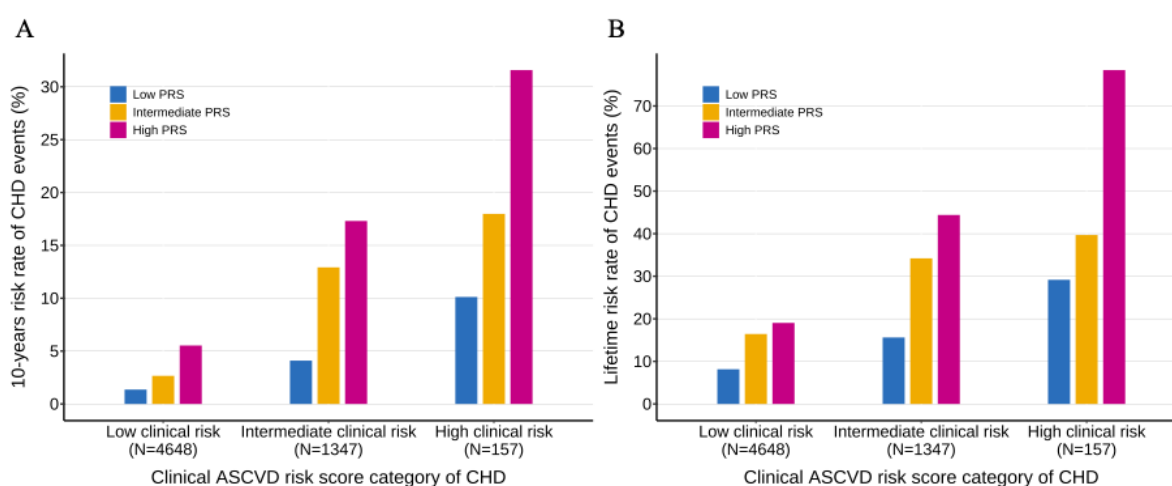 A
10-years risk rate of CHD events (%)
30
25
20
15
10
5
0
Low PRS
Intermediate PRS
High PRS
Low clinical risk
(N=4648)
Intermediate clinical risk
(N=1347)
High clinical risk
(N=157)
Clinical ASCVD risk score category of CHD
B
Lifetime risk rate of CHD events (%)
70
60
50
40
30
20
10
0
Low PRS
Intermediate PRS
High PRS
Low clinical risk
(N=4648)
Intermediate clinical risk
(N=1347)
High clinical risk
(N=157)
Clinical ASCVD risk score category of CHD